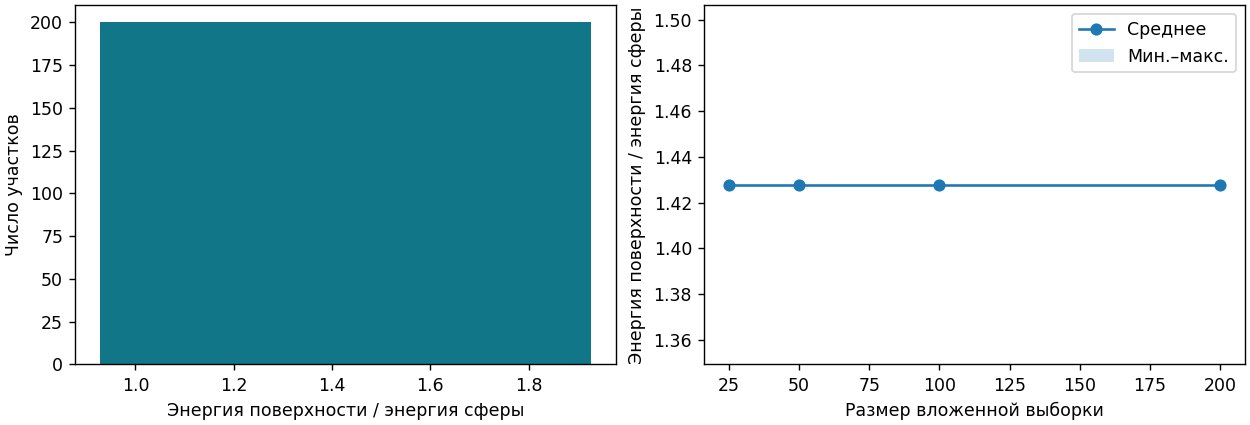 200
175
150
125
100
75
50
25
0
Число участков
1.0 1.2 1.4 1.6 1.8
Энергия поверхности / энергия сферы
1.50
1.48
1.46
1.44
1.42
1.40
1.38
1.36
Энергия поверхности / энергия сферы
Среднее
Мин.–макс.
25 50 75 100 125 150 175 200
Размер вложенной выборки